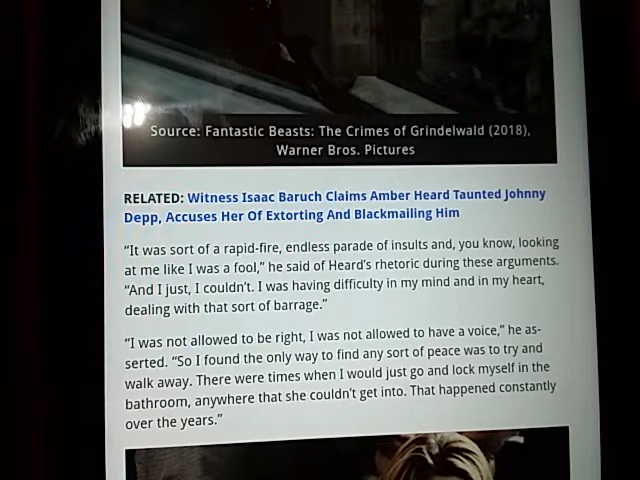 Source: Fantastic Beasts: The Crimes of Grindelwald (2018),
Warner Bros. Pictures
RELATED: Witness Isaac Baruch Claims Amber Heard Taunted Johnny
Depp, Accuses Her Of Extorting And Blackmailing Him
“It was sort of a rapid-fire, endless parade of insults and, you know, looking
at me like I was a fool,” he said of Heard’s rhetoric during these arguments.
“And I just, I couldn’t. I was having difficulty in my mind and in my heart,
dealing with that sort of barrage.”
“I was not allowed to be right, I was not allowed to have a voice,” he as-
serted. “So I found the only way to find any sort of peace was to try and
walk away. There were times when I would just go and lock myself in the
bathroom, anywhere that she couldn’t get into. That happened constantly
over the years.”